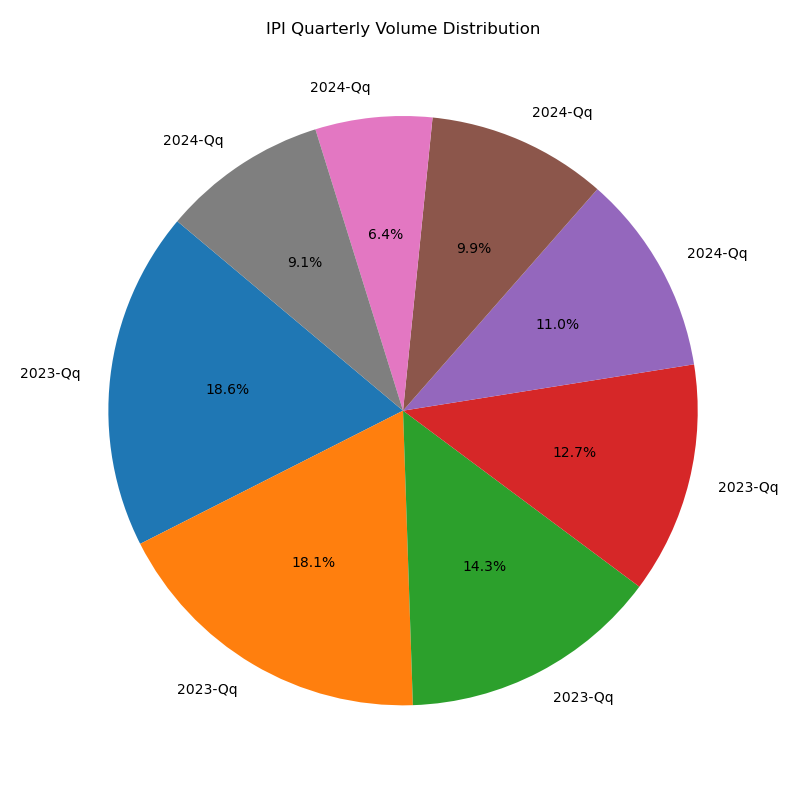 IPI Quarterly Volume Distribution
2024-Qq
2024-Qq
2024-Qq
6.4%
9.9%
9.1%
2024-Qq
11.0%
2023-Qq
18.6%
12.7%
2023-Qq
18.1%
14.3%
2023-Qq
2023-Qq